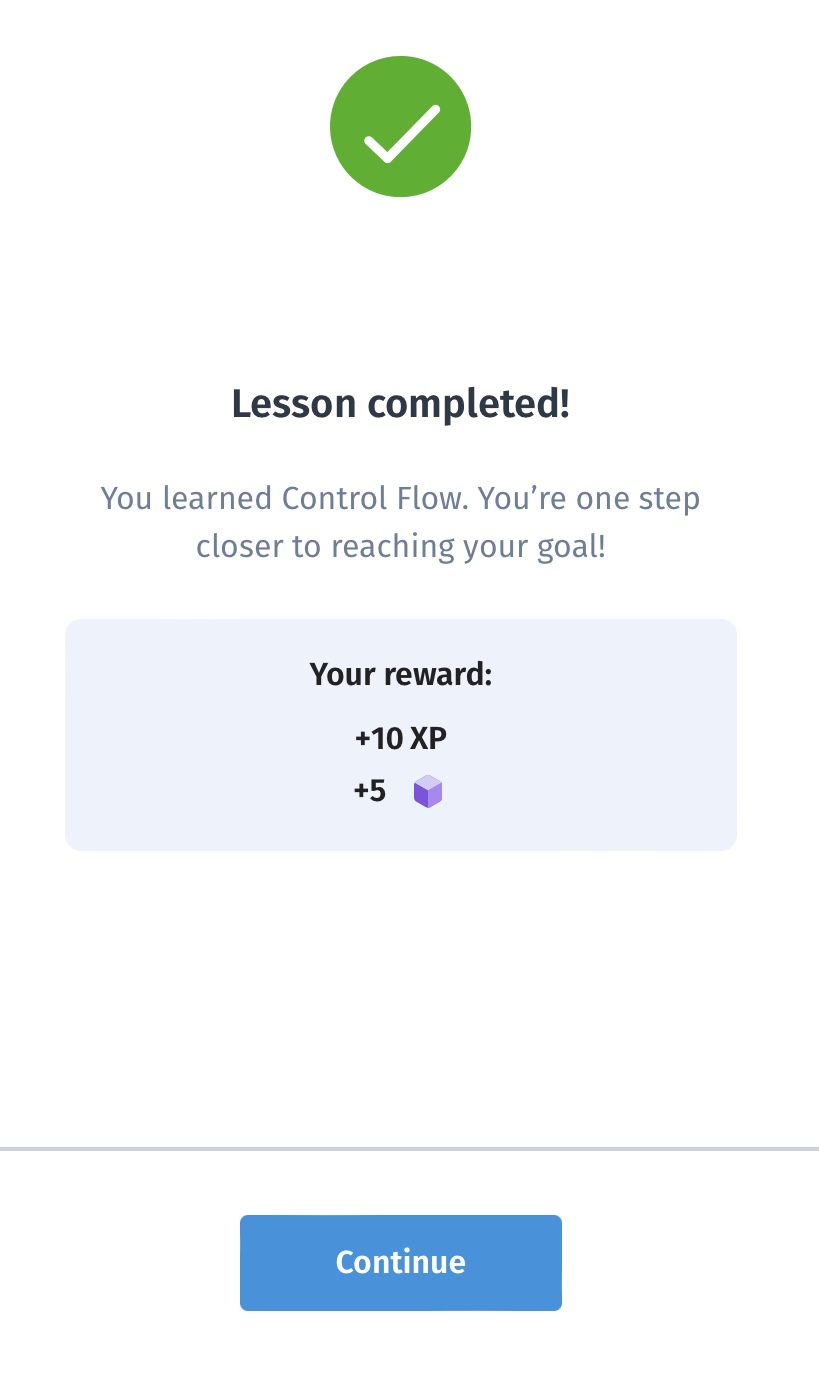 Lesson completed!
You learned Control Flow. You’re one step
closer to reaching your goal!
Your reward:
+10 XP
+5
Continue